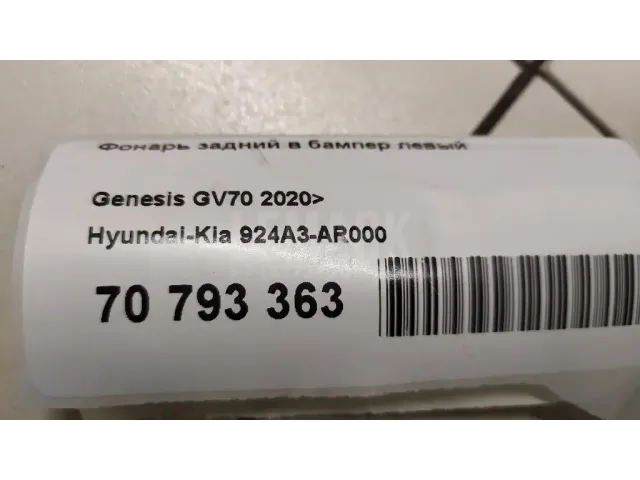 Фонарь задний в бампер левый
Genesis GV70 2020>
Hyundai-Kia 924A3-AR000
70 793 363